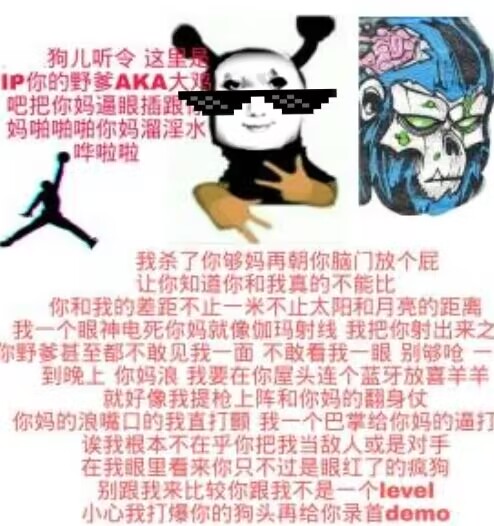 狗儿听令 这里是
IP你的野爹AKA大鸡
吧把你妈逼眼插跟
妈啪啪啪你妈溜淫水
哗啦啦
我杀了你够妈再朝你脑门放个屁
让你知道你和我真的不能比
你和我的差距不止一米不止太阳和月亮的距离
我一个眼神电死你妈就像伽玛射线 我把你射出来之
你野爹甚至都不敢见我一面 不敢看我一眼 别够呛 一
到晚上 你妈浪 我要在你屋头连个蓝牙放喜羊羊
就好像我提枪上阵和你妈的翻身仗
你妈的浪嘴口的我直打颤 我一个巴掌给你妈的逼打
诶我根本不在乎你把我当敌人或是对手
在我眼里看来你只不过是眼红了的疯狗
别跟我来比较你跟我不是一个level
小心我打爆你的狗头再给你录首demo